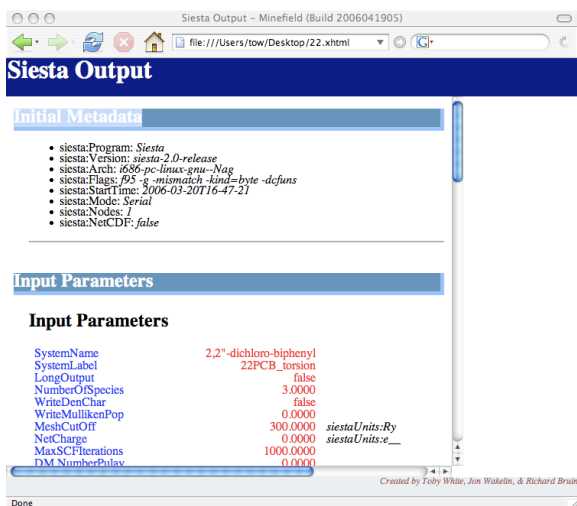 Siesta Output – Minefield (Build 2006041905)
file:///Users/tow/Desktop/22.xhtml
G
Siesta Output
Initial Metadata
siesta:Program: Siesta
siesta:Version: siesta-2.0-release
siesta:Arch: i686-pc-linux-gnu--Nag
siesta:Flags: f95 -g -mismatch -kind=byte -dcfuns
siesta:StartTime: 2006-03-20T16-47-21
siesta:Mode: Serial
siesta:Nodes: 1
siesta:NetCDF: false
Input Parameters
Input Parameters
SystemName 2,2"-dichloro-biphenyl
SystemLabel 22PCB_torsion
LongOutput false
NumberOfSpecies 3.0000
WriteDenChar false
WriteMullikenPop 0.0000
MeshCutOff 300.0000 siestaUnits:Ry
NetCharge 0.0000 siestaUnits:e__
MaxSCFIterations 1000.0000
DM.NumberPulay 0.0000
Created by Toby White, Jon Wakelin, & Richard Bruin
Done